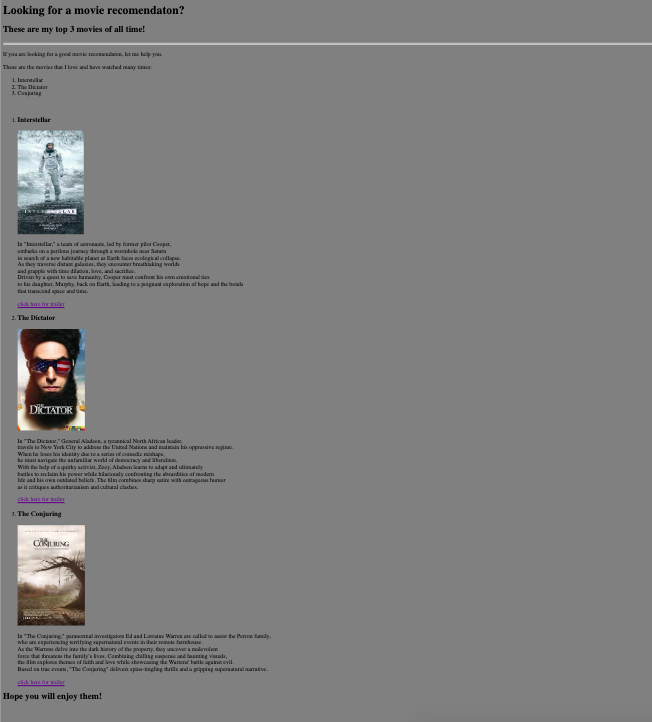 Looking for a movie recomendaton?
These are my top 3 movies of all time!
If you are looking for a good movie recomendaton, let me help you.
These are the movies that I love and have watched many times:
1. Interstellar
2. The Dictator
3. Conjuring
1. Interstellar
INTERSTELLAR
In "Interstellar," a team of astronauts, led by former pilot Cooper,
embarks on a perilous journey through a wormhole near Saturn
in search of a new habitable planet as Earth faces ecological collapse.
As they traverse distant galaxies, they encounter breathtaking worlds
and grapple with time dilation, love, and sacrifice.
Driven by a quest to save humanity, Cooper must confront his own emotional ties
to his daughter, Murphy, back on Earth, leading to a poignant exploration of hope and the bonds
that transcend space and time.
click here for trailer
2. The Dictator
THE
DICTATOR
In "The Dictator," General Aladeen, a tyrannical North African leader,
travels to New York City to address the United Nations and maintain his oppressive regime.
When he loses his identity due to a series of comedic mishaps,
he must navigate the unfamiliar world of democracy and liberalism.
With the help of a quirky activist, Zoey, Aladeen learns to adapt and ultimately
battles to reclaim his power while hilariously confronting the absurdities of modern
life and his own outdated beliefs. The film combines sharp satire with outrageous humor
as it critiques authoritarianism and cultural clashes.
click here for trailer
3. The Conjuring
THE
CONJURING
In "The Conjuring," paranormal investigators Ed and Lorraine Warren are called to assist the Perron family,
who are experiencing terrifying supernatural events in their remote farmhouse.
As the Warrens delve into the dark history of the property, they uncover a malevolent
force that threatens the family's lives. Combining chilling suspense and haunting visuals,
the film explores themes of faith and love while showcasing the Warrens' battle against evil.
Based on true events, "The Conjuring" delivers spine-tingling thrills and a gripping supernatural narrative.
click here for trailer
Hope you will enjoy them!